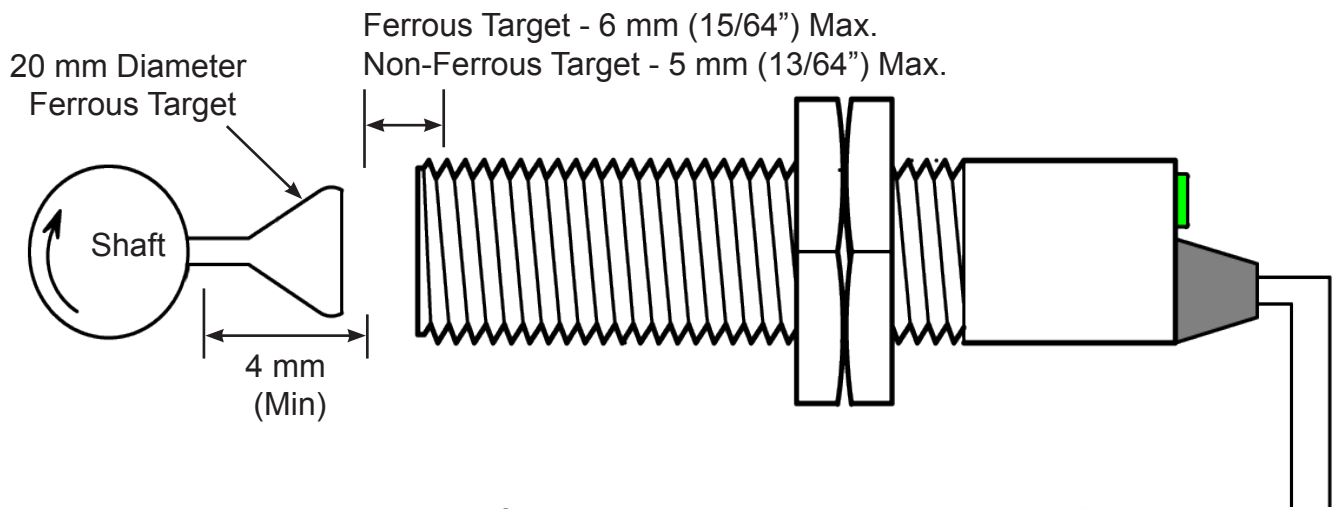 Ferrous Target - 6 mm (15/64”) Max.
Non-Ferrous Target - 5 mm (13/64”) Max.
20 mm Diameter
Ferrous Target
Shaft
4 mm
(Min)